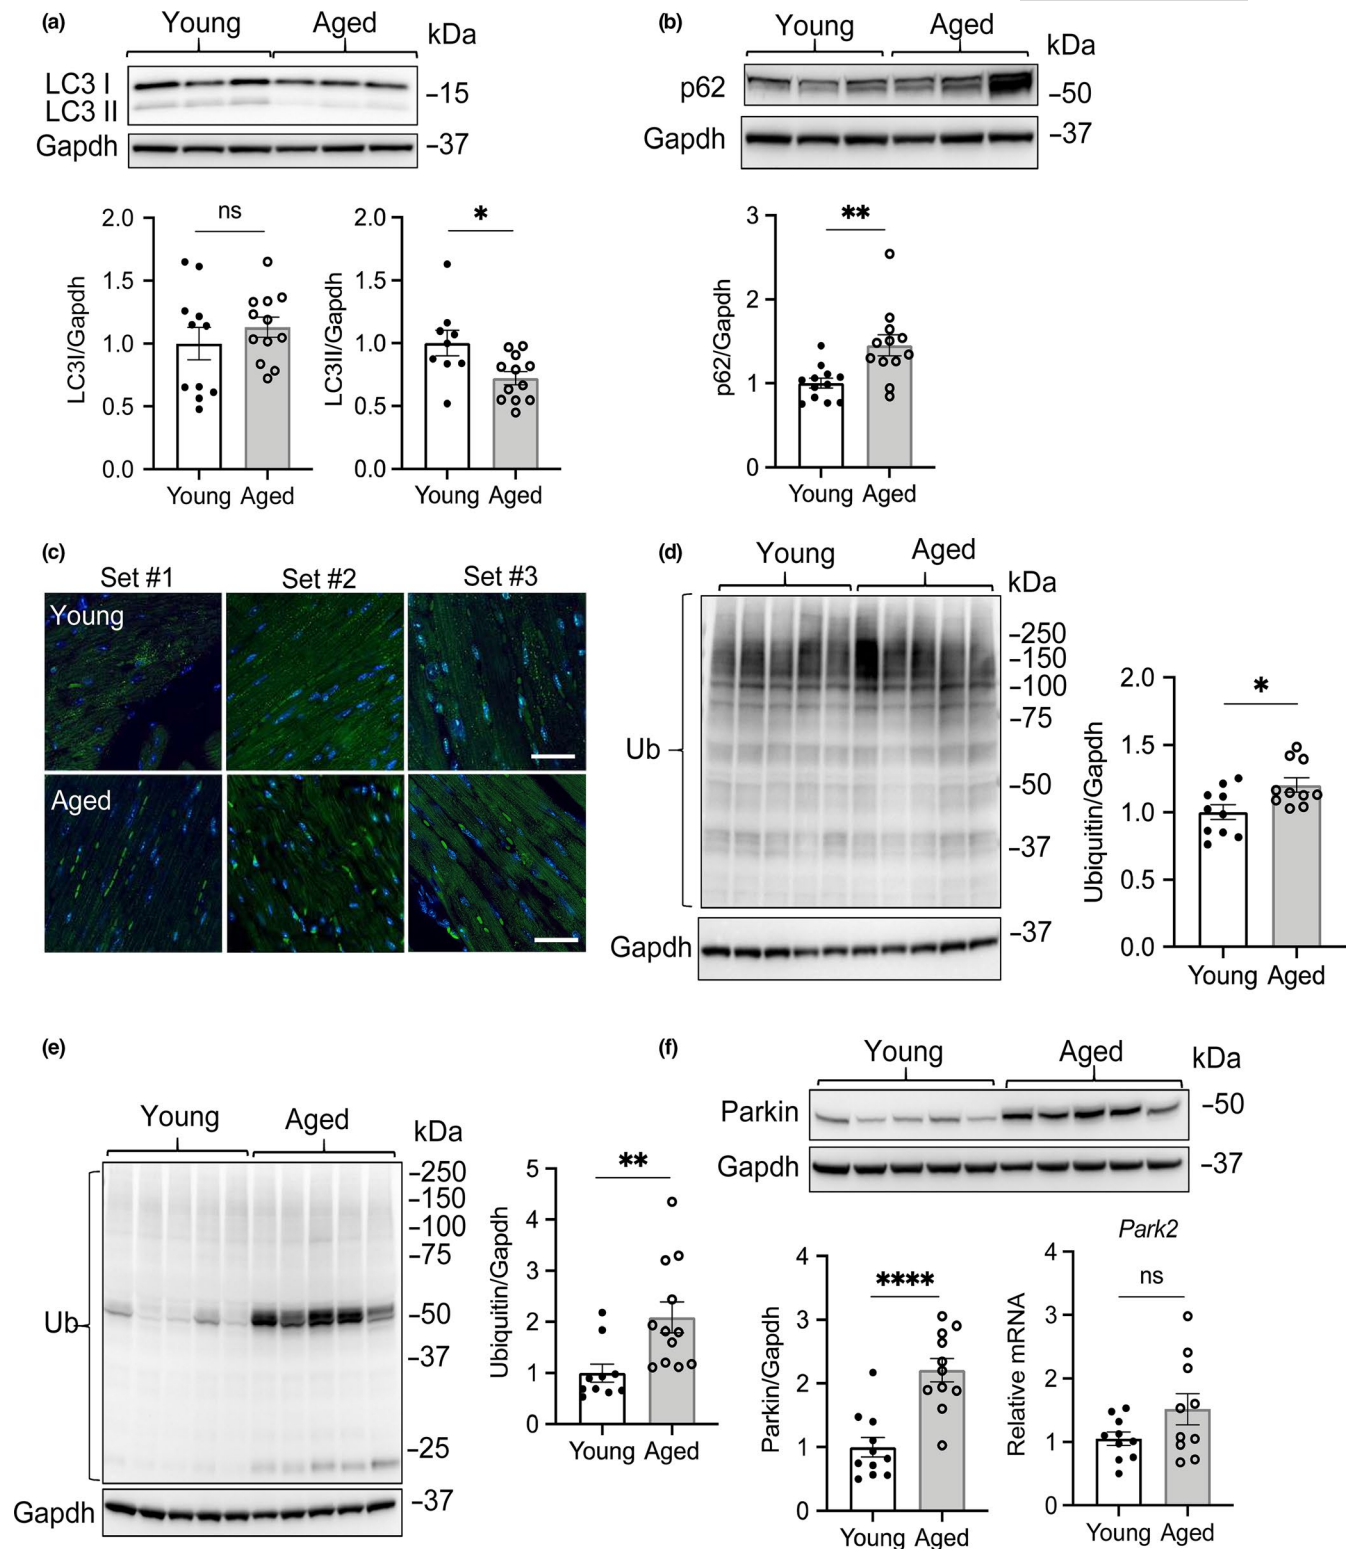 (a)
Young Aged kDa
LC3 I
LC3 II
–15
Gapdh –37
2.0
1.5
1.0
0.5
0.0
LC3I/Gapdh
ns
Young Aged
2.0
1.5
1.0
0.5
0.0
LC3II/Gapdh
*
Young Aged
(b)
Young Aged kDa
p62 –50
Gapdh –37
3
2
1
0
p62/Gapdh
**
Young Aged
(c)
Set #1 Set #2 Set #3
Young
Aged
(d)
Young Aged kDa
Ub
–250
–150
–100
–75
–50
–37
Gapdh –37
2.0
1.5
1.0
0.5
0.0
Ubiquitin/Gapdh
*
Young Aged
(e)
Young Aged kDa
Ub
–250
–150
–100
–75
–50
–37
–25
Gapdh –37
5
4
3
2
1
0
Ubiquitin/Gapdh
**
Young Aged
(f)
Young Aged kDa
Parkin –50
Gapdh –37
4
3
2
1
0
Parkin/Gapdh
****
Young Aged
Park2
4
3
2
1
0
Relative mRNA
ns
Young Aged